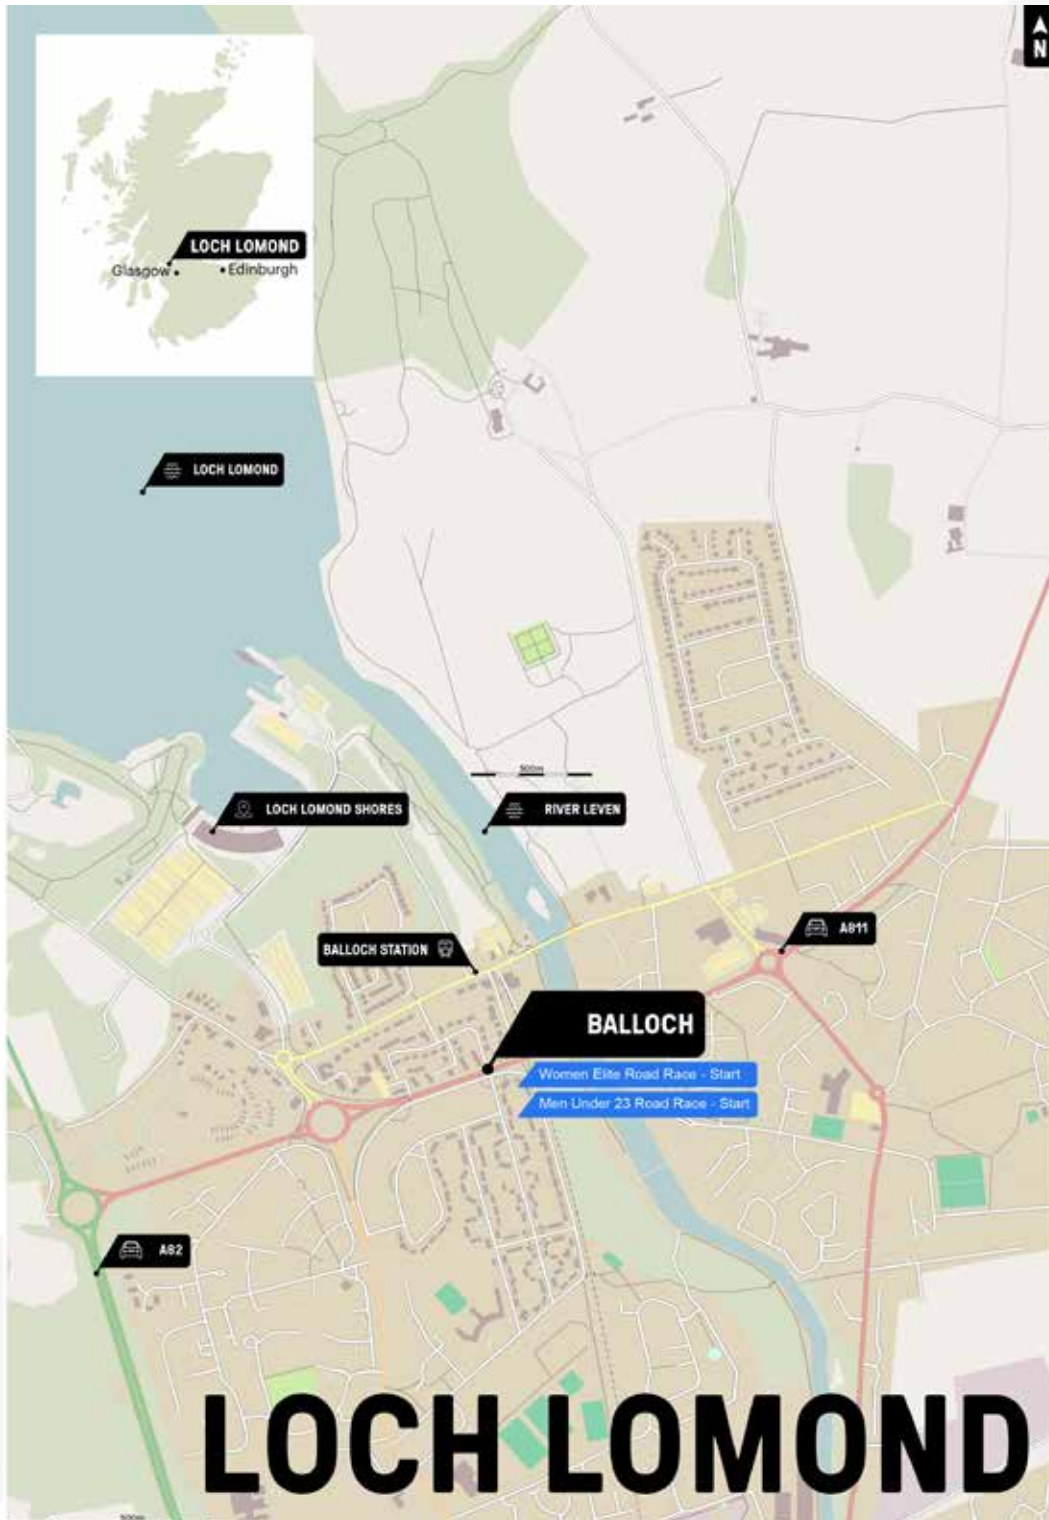 N
LOCH LOMOND
Glasgow
Edinburgh
LOCH LOMOND
500m
LOCH LOMOND SHORES
RIVER LEVEN
BALLOCH STATION
A811
BALLOCH
Women Elite Road Race - Start
Men Under 23 Road Race - Start
A82
LOCH LOMOND
500m